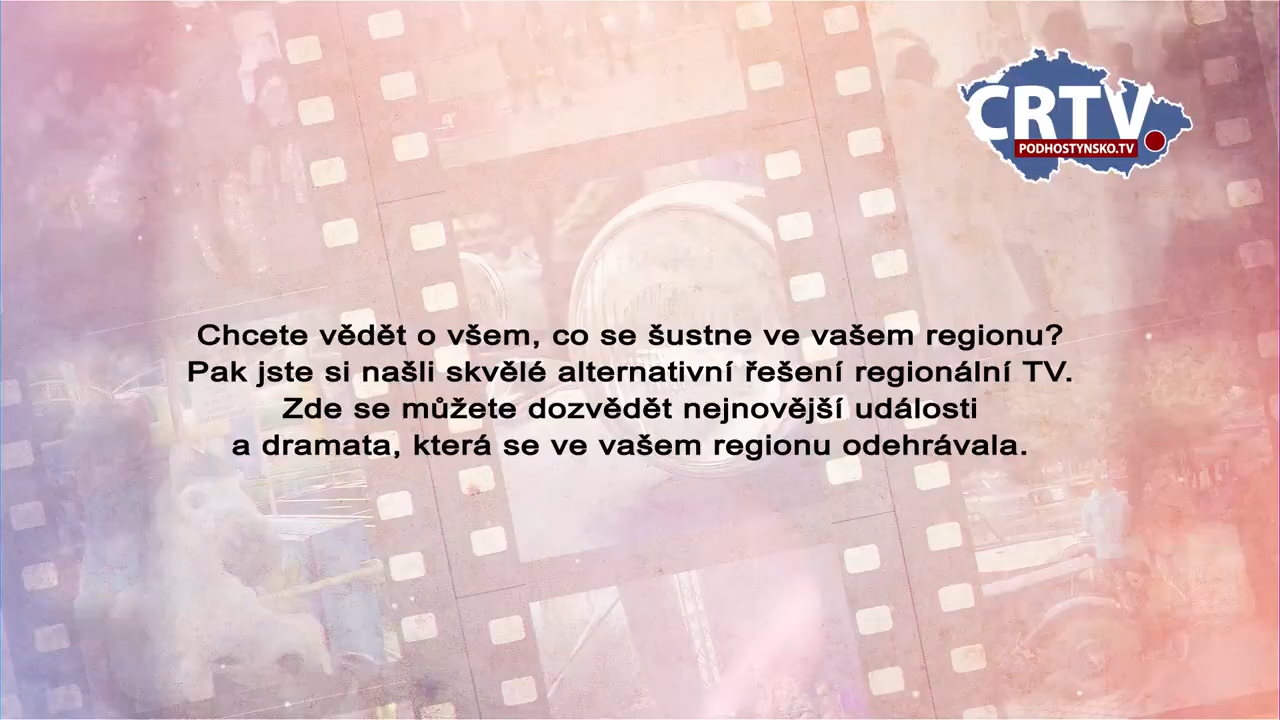 CRTV
PODHOSTYNSKO.TV
Chcete vědět o všem, co se šustne ve vašem regionu?
Pak jste si našli skvělé alternativní řešení regionální TV.
Zde se můžete dozvědět nejnovější události
a dramata, která se ve vašem regionu odehrávala.